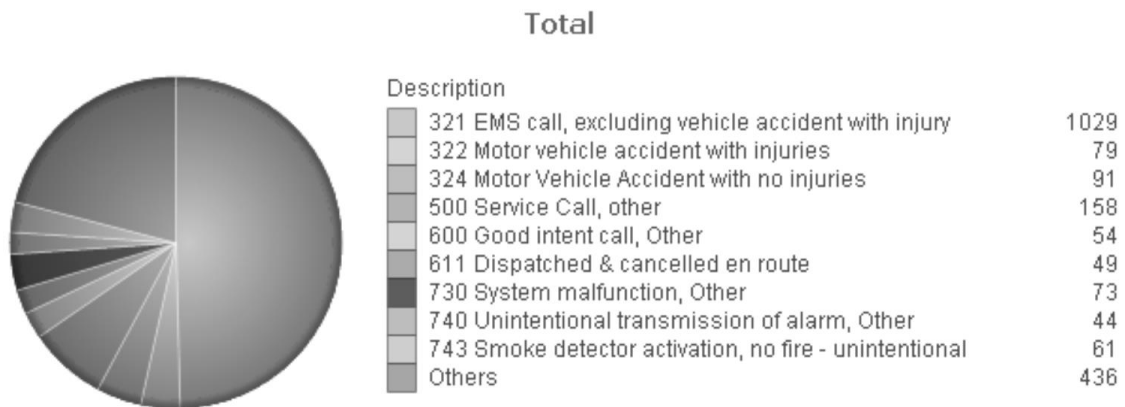 Total
Description
321 EMS call, excluding vehicle accident with injury 1029
322 Motor vehicle accident with injuries 79
324 Motor Vehicle Accident with no injuries 91
500 Service Call, other 158
600 Good intent call, Other 54
611 Dispatched & cancelled en route 49
730 System malfunction, Other 73
740 Unintentional transmission of alarm, Other 44
743 Smoke detector activation, no fire - unintentional 61
Others 436